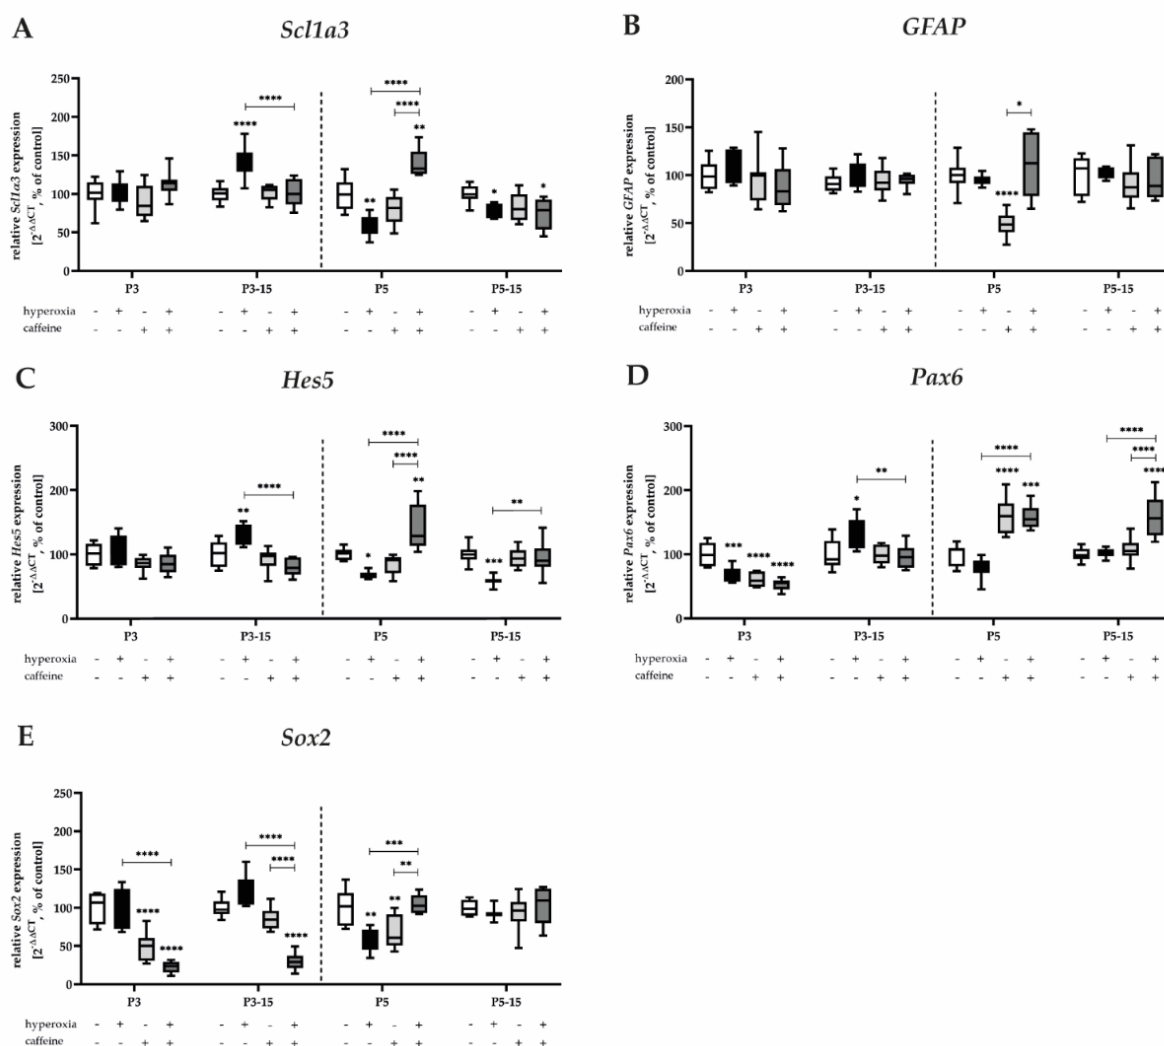 A
Scl1a3
relative Scl1a3 expression
[2^-ΔΔCT, % of control]
250
200
150
100
50
0
****
****
****
****
**
**
*
*
P3
P3-15
P5
P5-15
hyperoxia - + - + - + - + - + - + - + - +
caffeine - - + + - - + + - - + + - - + +
B
GFAP
relative GFAP expression
[2^-ΔΔCT, % of control]
200
150
100
50
0
*
****
P3
P3-15
P5
P5-15
hyperoxia - + - + - + - + - + - + - + - +
caffeine - - + + - - + + - - + + - - + +
C
Hes5
relative Hes5 expression
[2^-ΔΔCT, % of control]
300
200
100
0
****
**
****
****
**
*
**
***
P3
P3-15
P5
P5-15
hyperoxia - + - + - + - + - + - + - + - +
caffeine - - + + - - + + - - + + - - + +
D
Pax6
relative Pax6 expression
[2^-ΔΔCT, % of control]
300
200
100
0
***
****
****
**
*
****
****
***
****
****
****
P3
P3-15
P5
P5-15
hyperoxia - + - + - + - + - + - + - + - +
caffeine - - + + - - + + - - + + - - + +
E
Sox2
relative Sox2 expression
[2^-ΔΔCT, % of control]
250
200
150
100
50
0
****
****
****
****
****
****
***
**
**
**
P3
P3-15
P5
P5-15
hyperoxia - + - + - + - + - + - + - + - +
caffeine - - + + - - + + - - + + - - + +